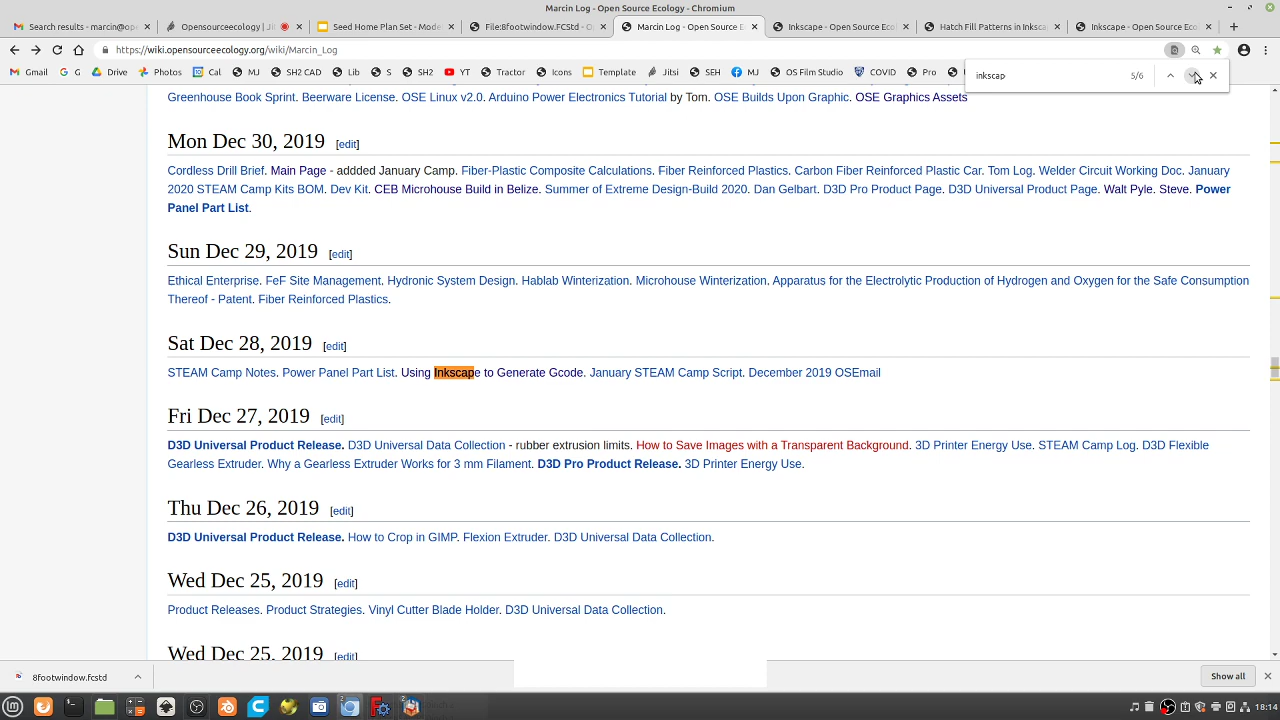 Marcin Log - Open Source Ecology - Chromium
Search results - marcin@op
Opensourceecology | Jit
Seed Home Plan Set - Mode
File:8footwindow.FCStd - O
Marcin Log - Open Source E
Inkscape - Open Source Ecol
Hatch Fill Patterns in Inksca
Inkscape - Open Source Eco
https://wiki.opensourceecology.org/wiki/Marcin_Log
Gmail G Drive Photos Cal MJ SH2 CAD Lib S SH2 YT Tractor Icons Template Jitsi SEH MJ OS Film Studio COVID Pro
inkscap 5/6
Greenhouse Book Sprint. Beerware License. OSE Linux v2.0. Arduino Power Electronics Tutorial by Tom. OSE Builds Upon Graphic. OSE Graphics Assets
Mon Dec 30, 2019 [edit]
Cordless Drill Brief. Main Page - addded January Camp. Fiber-Plastic Composite Calculations. Fiber Reinforced Plastics. Carbon Fiber Reinforced Plastic Car. Tom Log. Welder Circuit Working Doc. January
2020 STEAM Camp Kits BOM. Dev Kit. CEB Microhouse Build in Belize. Summer of Extreme Design-Build 2020. Dan Gelbart. D3D Pro Product Page. D3D Universal Product Page. Walt Pyle. Steve. Power
Panel Part List.
Sun Dec 29, 2019 [edit]
Ethical Enterprise. FeF Site Management. Hydronic System Design. Hablab Winterization. Microhouse Winterization. Apparatus for the Electrolytic Production of Hydrogen and Oxygen for the Safe Consumption
Thereof - Patent. Fiber Reinforced Plastics.
Sat Dec 28, 2019 [edit]
STEAM Camp Notes. Power Panel Part List. Using Inkscape to Generate Gcode. January STEAM Camp Script. December 2019 OSEmail
Fri Dec 27, 2019 [edit]
D3D Universal Product Release. D3D Universal Data Collection - rubber extrusion limits. How to Save Images with a Transparent Background. 3D Printer Energy Use. STEAM Camp Log. D3D Flexible
Gearless Extruder. Why a Gearless Extruder Works for 3 mm Filament. D3D Pro Product Release. 3D Printer Energy Use.
Thu Dec 26, 2019 [edit]
D3D Universal Product Release. How to Crop in GIMP. Flexion Extruder. D3D Universal Data Collection.
Wed Dec 25, 2019 [edit]
Product Releases. Product Strategies. Vinyl Cutter Blade Holder. D3D Universal Data Collection.
Wed Dec 25, 2019 [edit]
8footwindow.fcstd
Show all
18:14